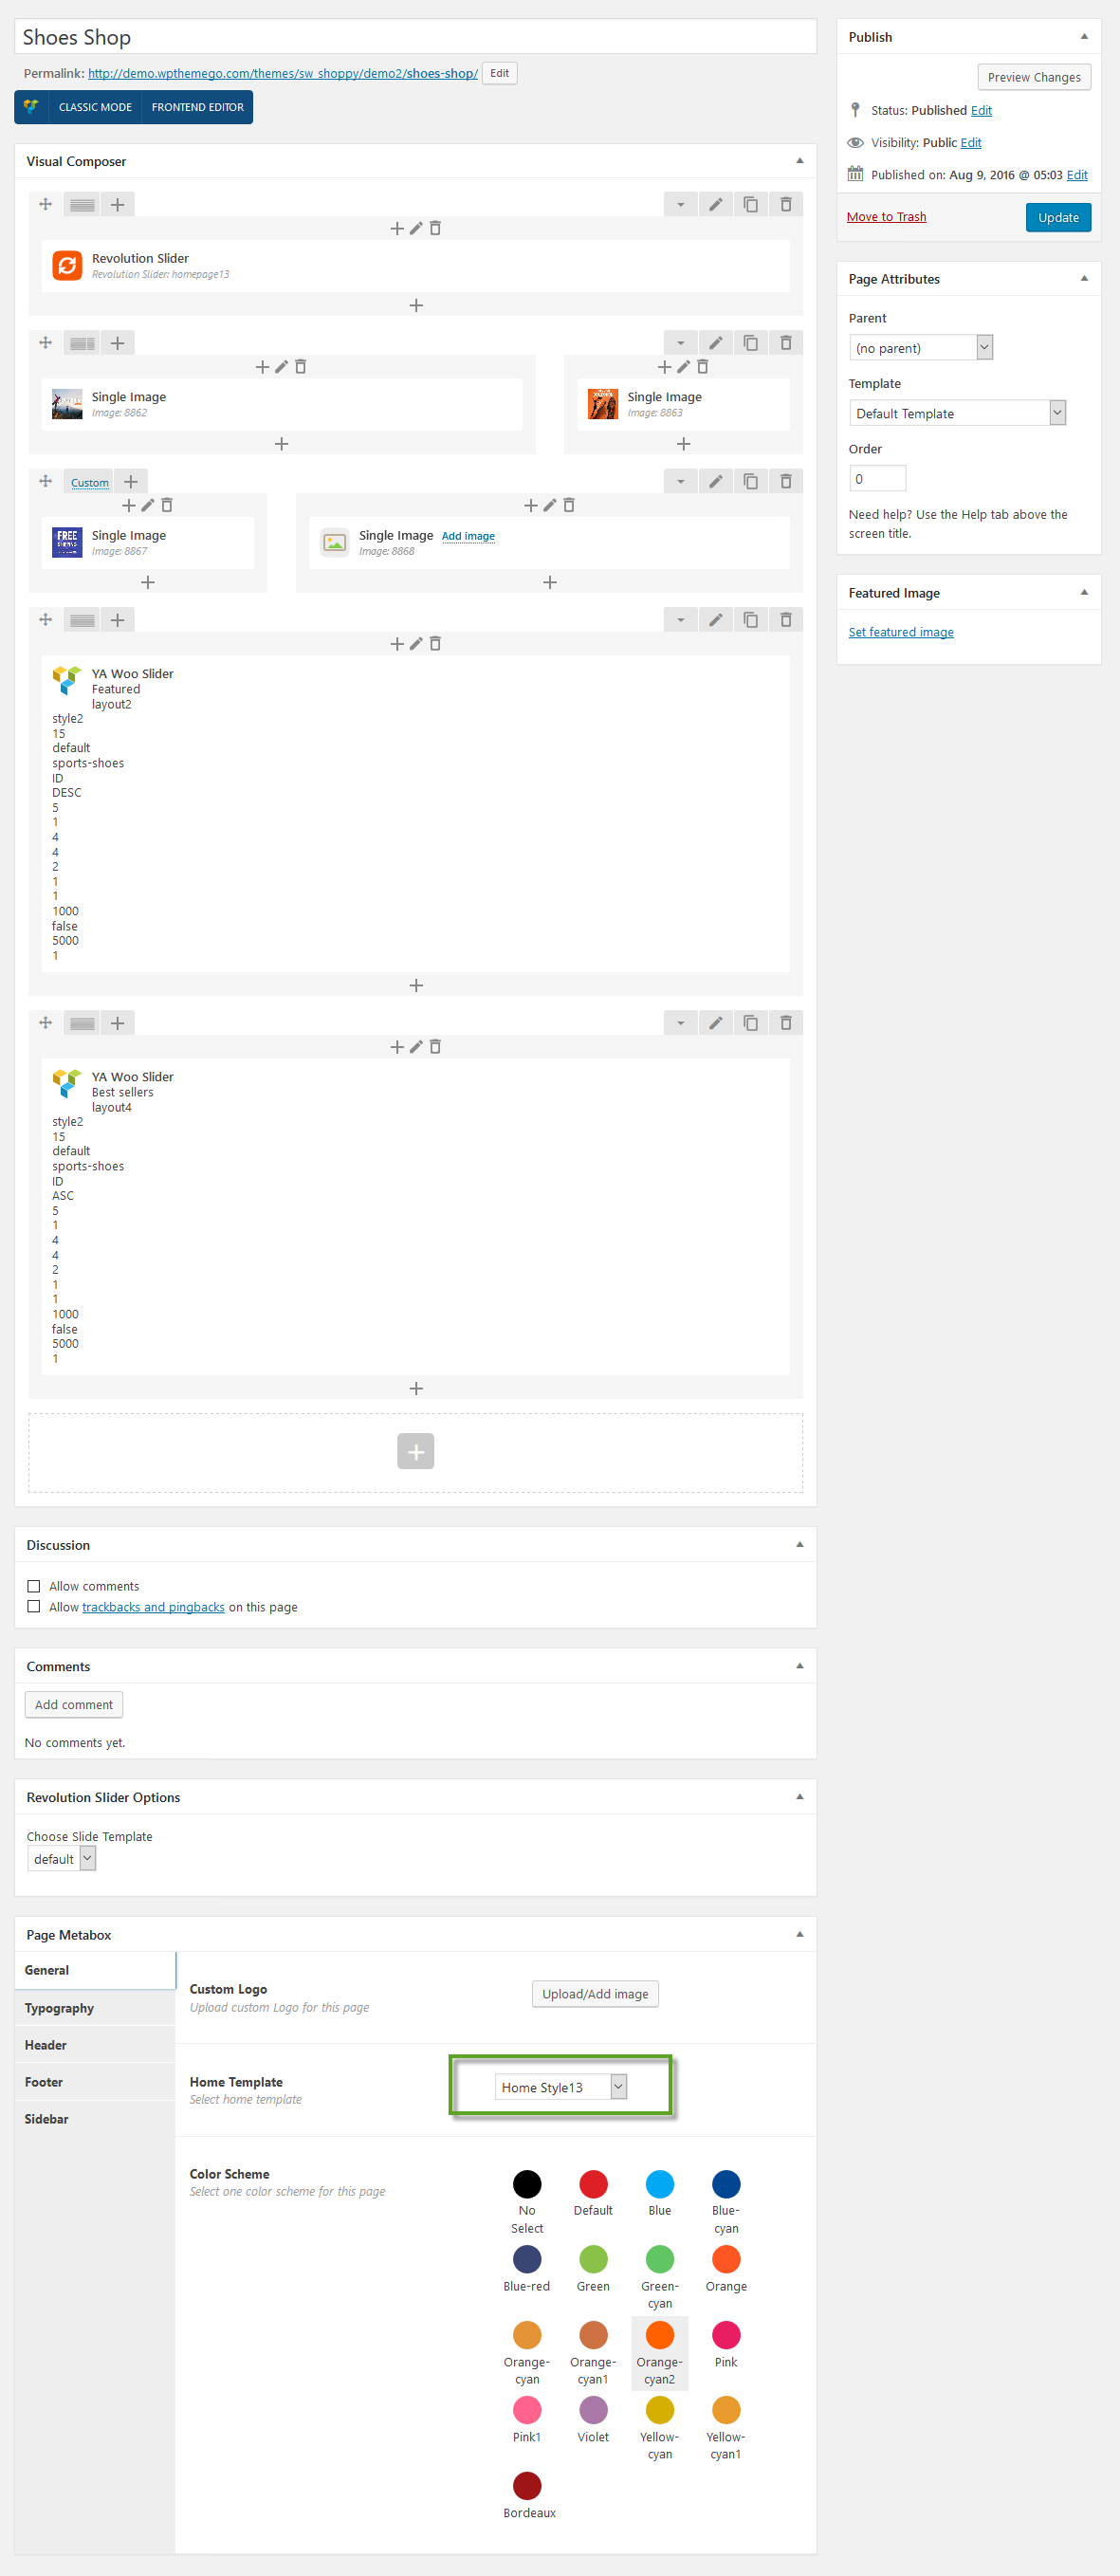 Shoes Shop
Permalink: http://demo.wpthemego.com/themes/sw_shoppy/demo2/shoes-shop/ Edit
CLASSIC MODE FRONTEND EDITOR
Visual Composer
Revolution Slider
Revolution Slider: homepage13
Single Image
Image: 8862
Single Image
Image: 8863
Custom
FREE
Single Image
Image: 8867
Single Image Add image
Image: 8868
YA Woo Slider
Featured
layout2
style2
15
default
sports-shoes
ID
DESC
5
1
4
4
2
1
1
1000
false
5000
1
YA Woo Slider
Best sellers
layout4
style2
15
default
sports-shoes
ID
ASC
5
1
4
4
2
1
1
1000
false
5000
1
Discussion
Allow comments
Allow trackbacks and pingbacks on this page
Comments
Add comment
No comments yet.
Revolution Slider Options
Choose Slide Template
default
Page Metabox
General
Typography
Header
Footer
Sidebar
Custom Logo
Upload custom Logo for this page
Upload/Add image
Home Template
Select home template
Home Style13
Color Scheme
Select one color scheme for this page
No Select
Default
Blue
Blue-cyan
Blue-red
Green
Green-cyan
Orange
Orange-cyan
Orange-cyan1
Orange-cyan2
Pink
Pink1
Violet
Yellow-cyan
Yellow-cyan1
Bordeaux
Publish
Preview Changes
Status: Published Edit
Visibility: Public Edit
Published on: Aug 9, 2016 @ 05:03 Edit
Move to Trash
Update
Page Attributes
Parent
(no parent)
Template
Default Template
Order
0
Need help? Use the Help tab above the
screen title.
Featured Image
Set featured image